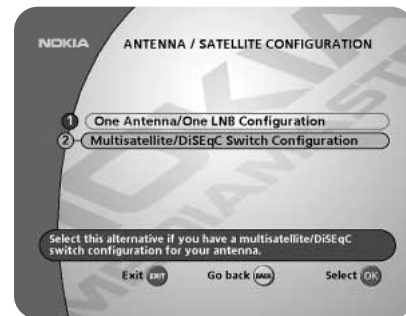 NOKIA
ANTENNA / SATELLITE CONFIGURATION
1 One Antenna/One LNB Configuration
2 Multisatellite/DiSEqC Switch Configuration
Select this alternative if you have a multisatellite/DiSEqC
switch configuration for your antenna.
Exit EXIT Go back BACK Select OK